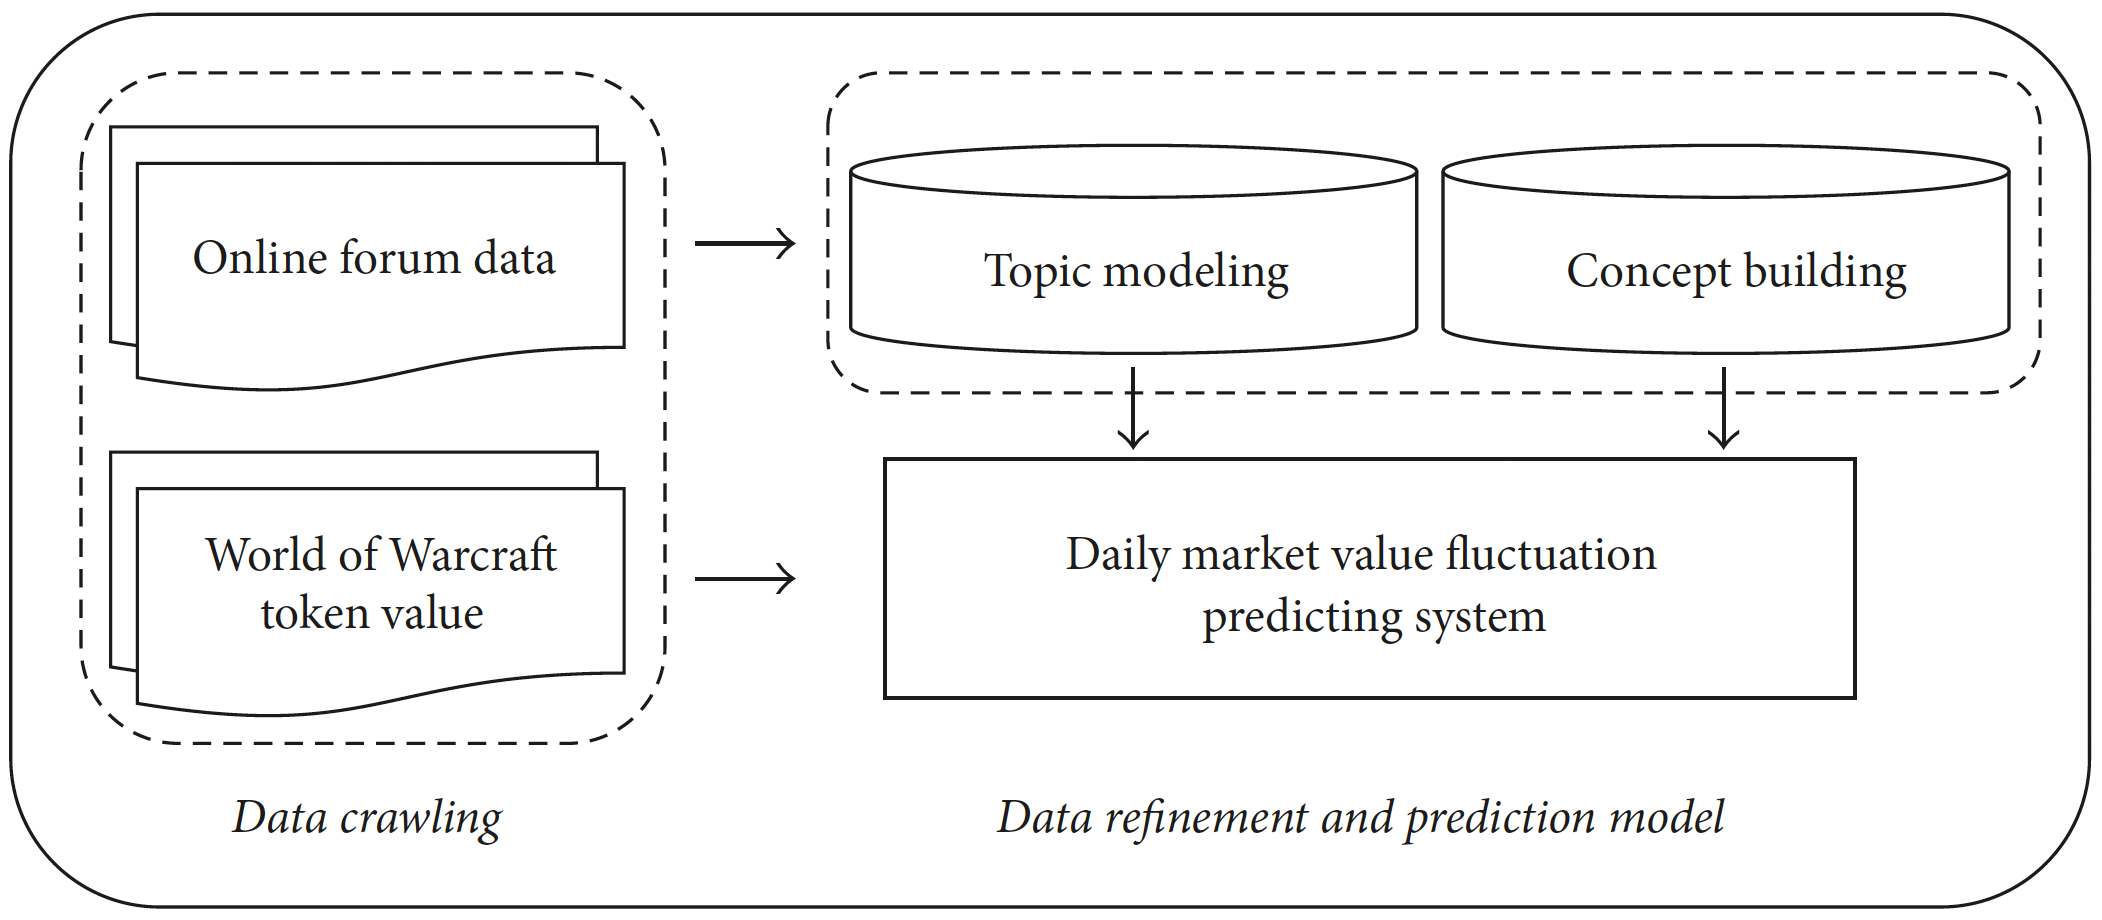 Online forum data
Topic modeling
Concept building
World of Warcraft
token value
Daily market value fluctuation
predicting system
Data crawling
Data refinement and prediction model